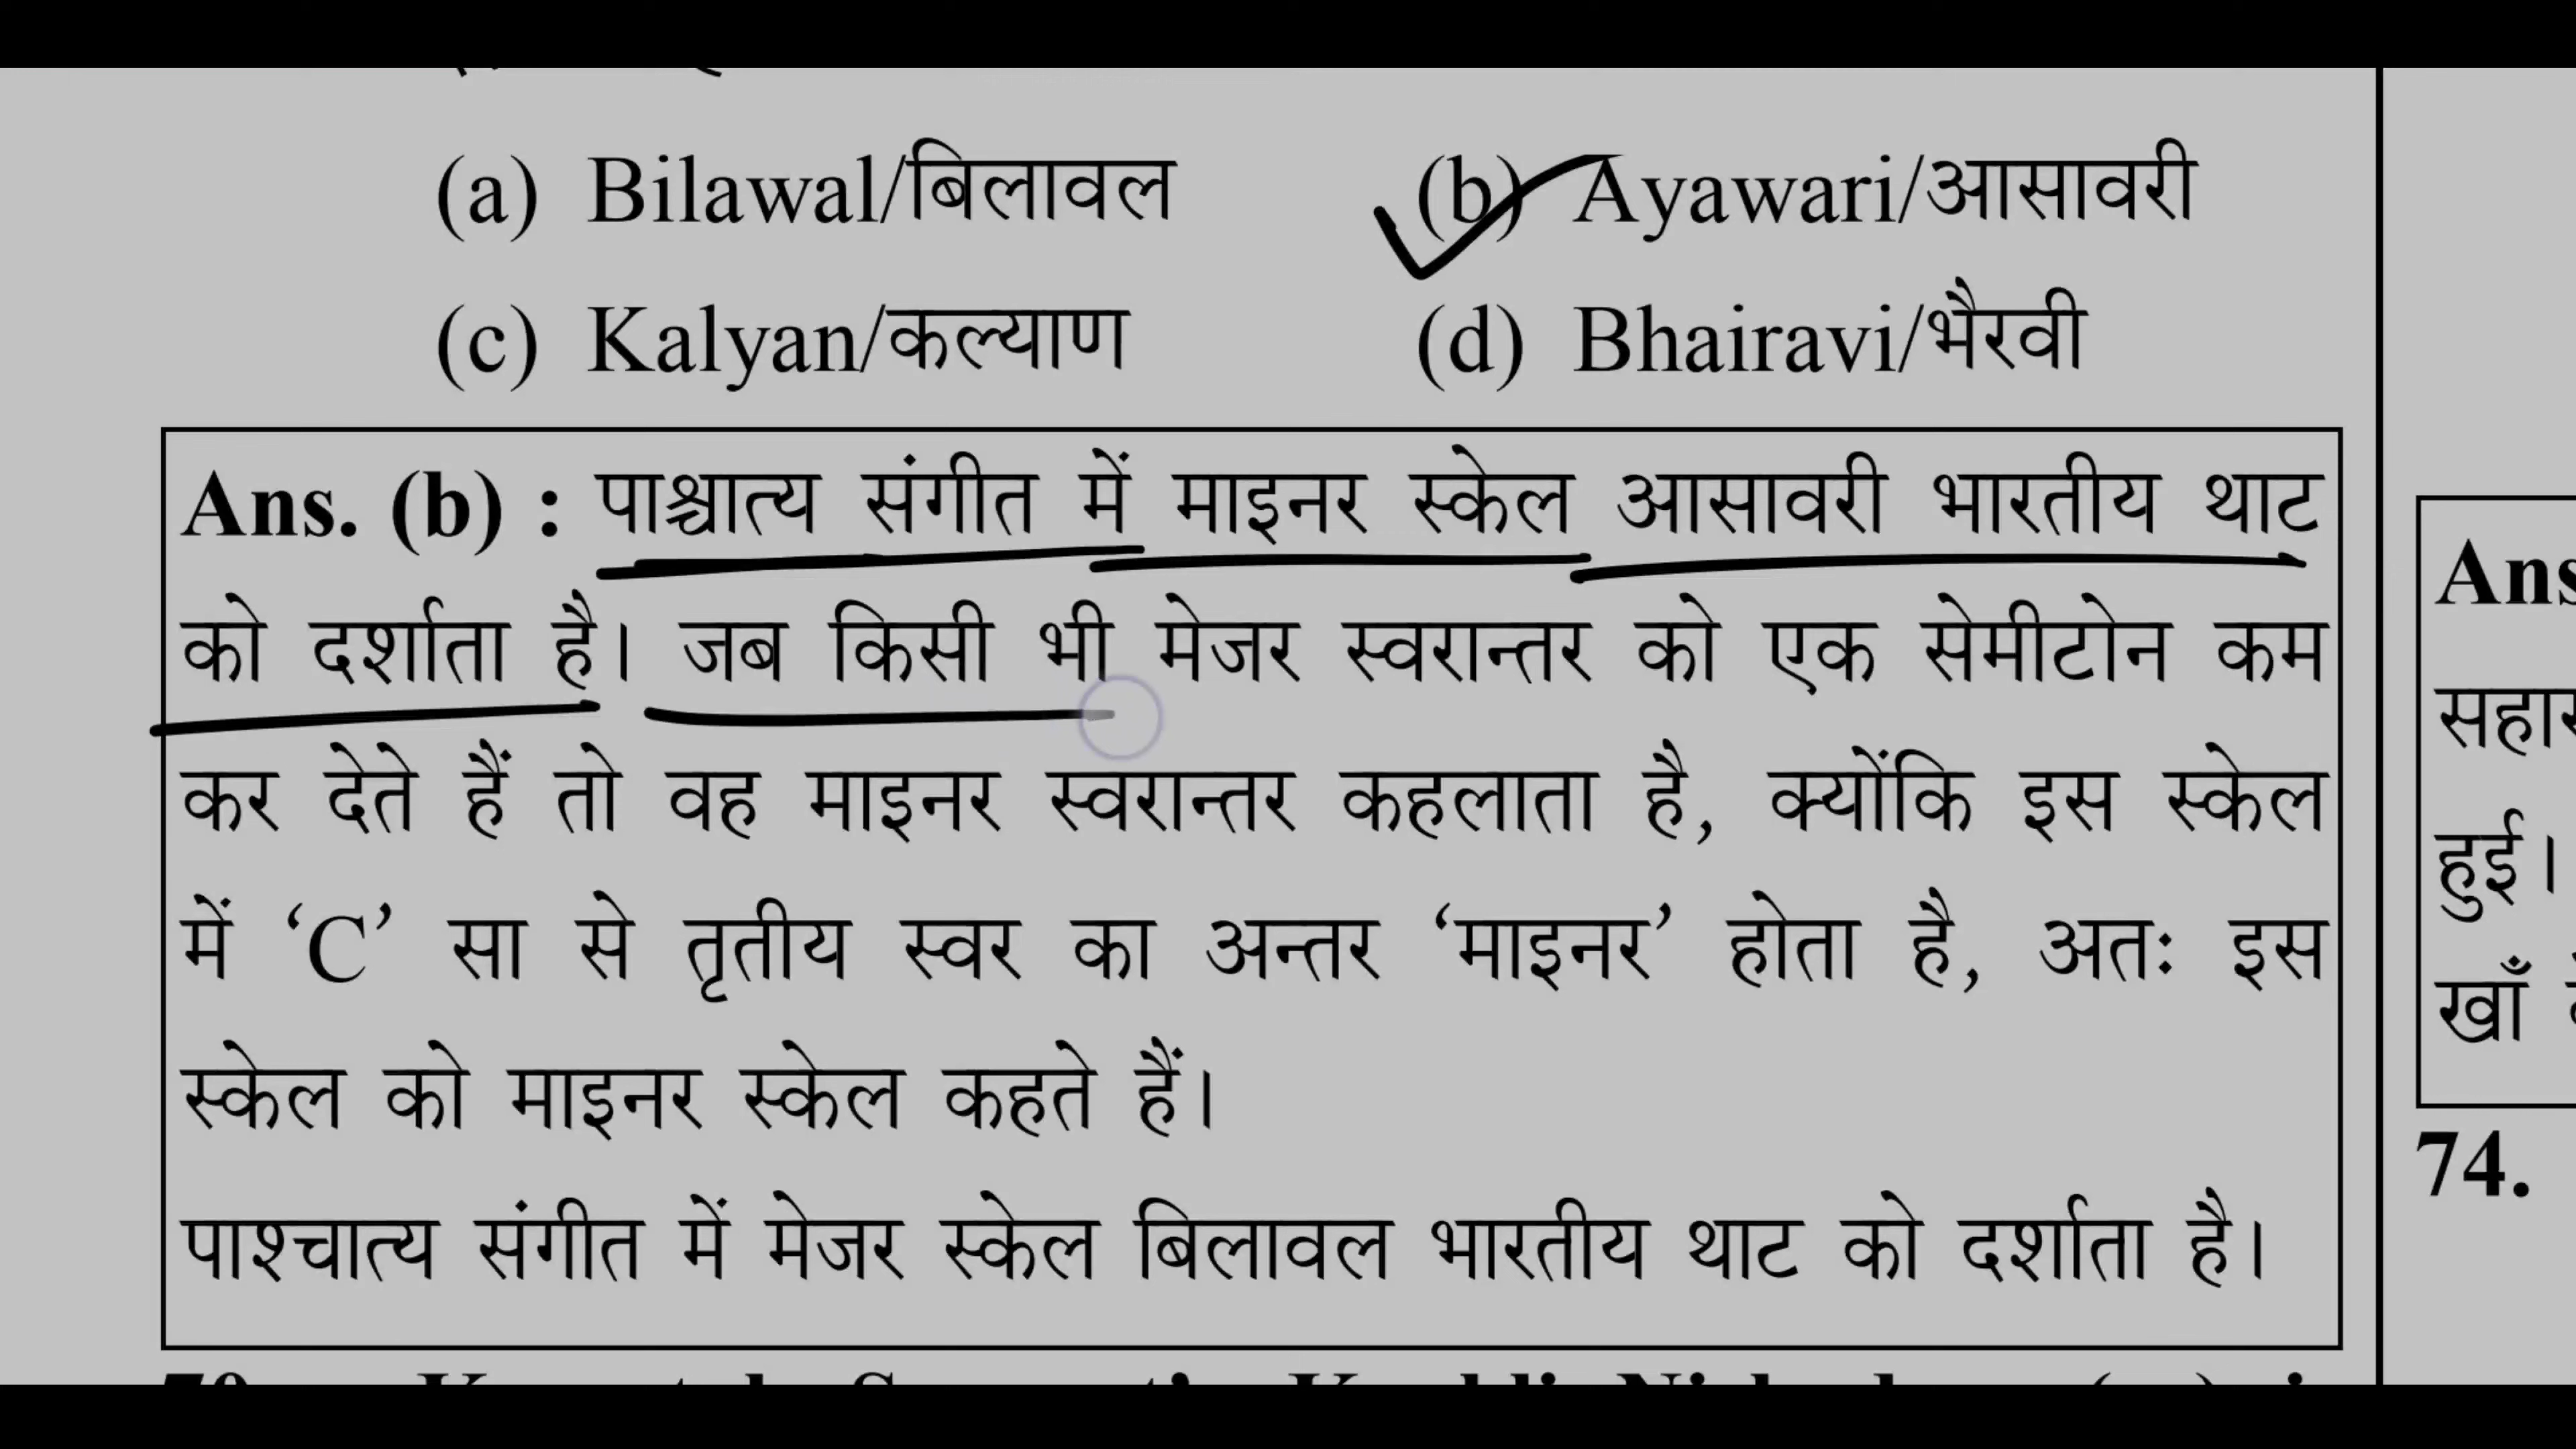 (a) Bilawal/बिलावल (b) Ayawari/आसावरी
(c) Kalyan/कल्याण (d) Bhairavi/भैरवी
Ans. (b) : पाश्चात्य संगीत में माइनर स्केल आसावरी भारतीय थाट
को दर्शाता है। जब किसी भी मेजर स्वरान्तर को एक सेमीटोन कम
कर देते हैं तो वह माइनर स्वरान्तर कहलाता है, क्योंकि इस स्केल
में ‘C’ सा से तृतीय स्वर का अन्तर ‘माइनर’ होता है, अतः इस
स्केल को माइनर स्केल कहते हैं।
पाश्चात्य संगीत में मेजर स्केल बिलावल भारतीय थाट को दर्शाता है।
Ans
हुई।
खाँ
74.